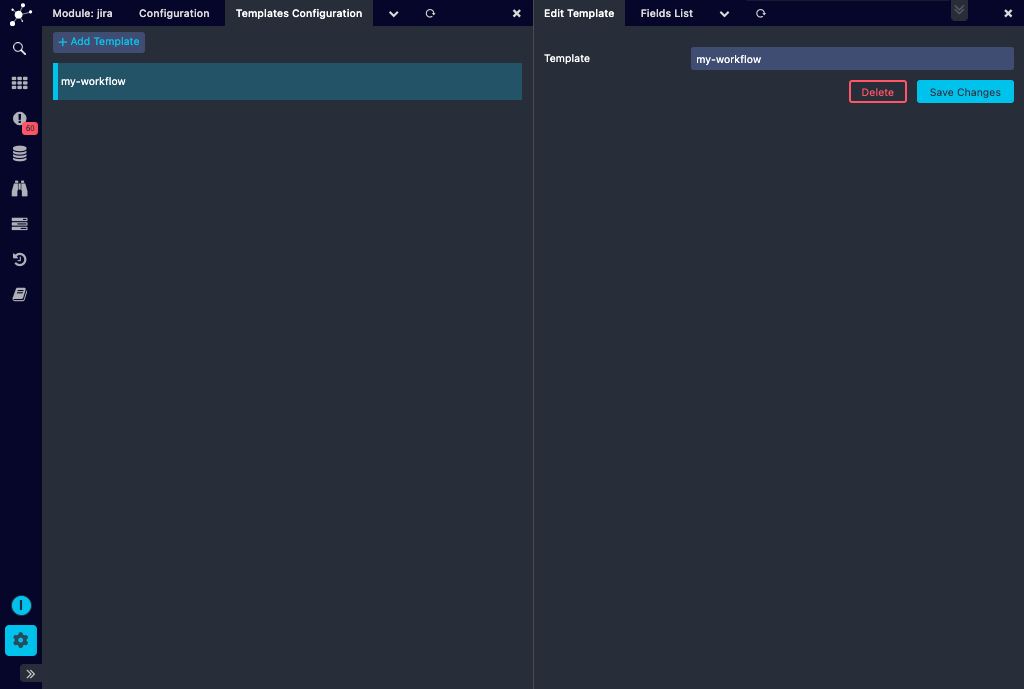 Module: jira Configuration Templates Configuration
Edit Template Fields List
+ Add Template
my-workflow
Template my-workflow
Delete Save Changes
60
I